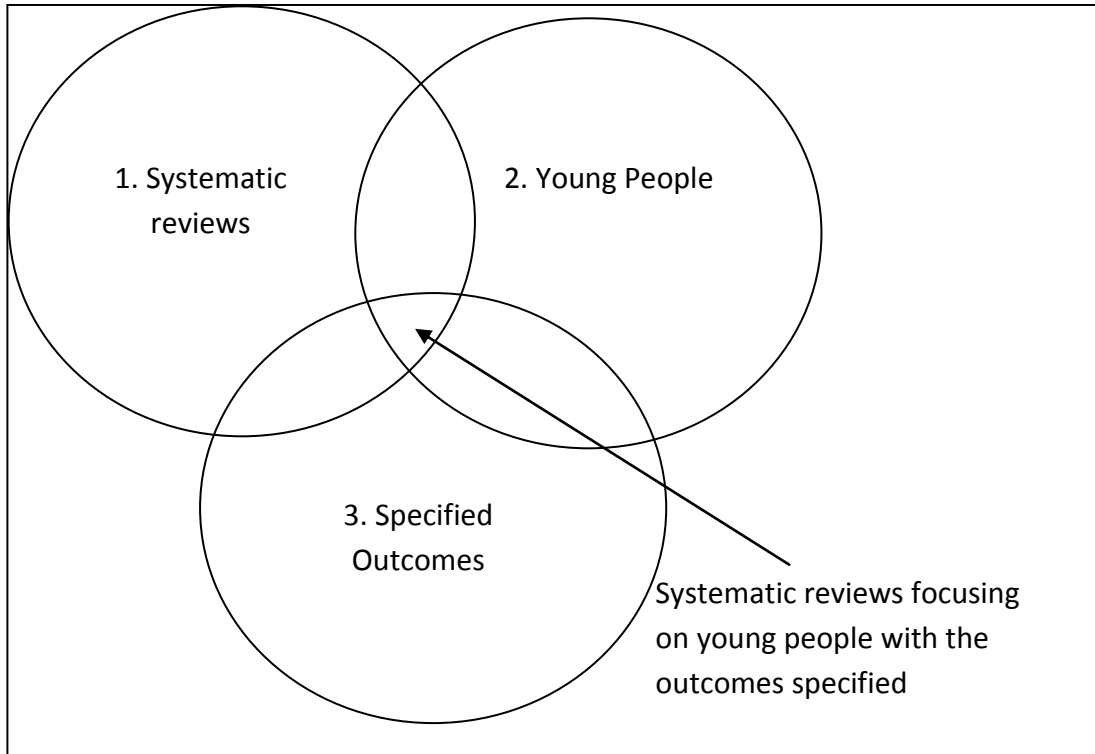 1. Systematic
reviews
2. Young People
3. Specified
Outcomes
Systematic reviews focusing
on young people with the
outcomes specified